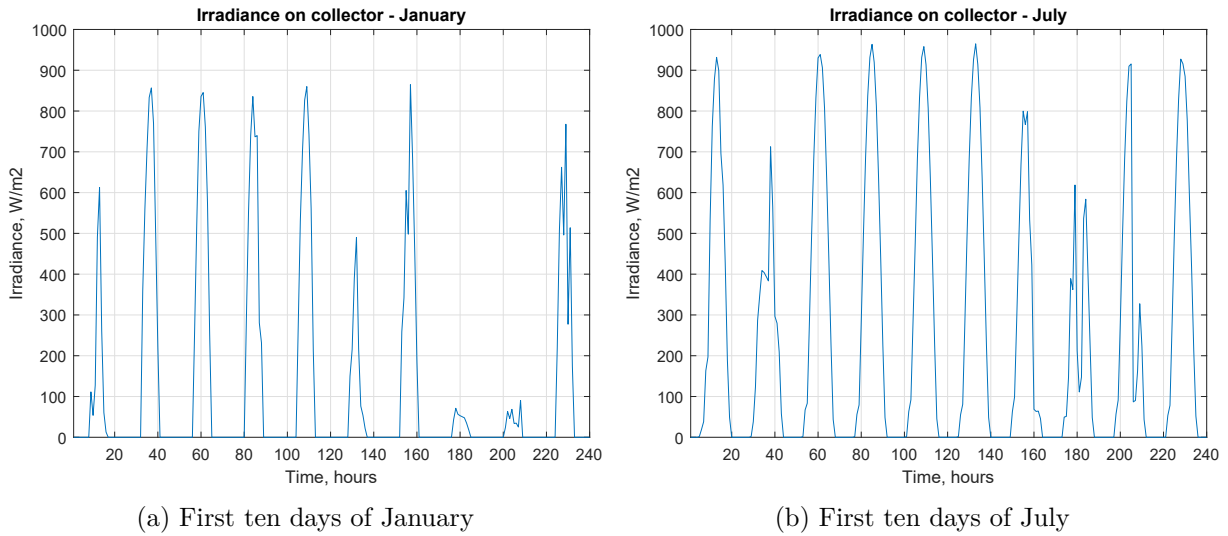 Irradiance on collector - January
1000
900
800
700
600
500
400
300
200
100
0
Irradiance, W/m2
20 40 60 80 100 120 140 160 180 200 220 240
Time, hours
(a) First ten days of January
Irradiance on collector - July
1000
900
800
700
600
500
400
300
200
100
0
Irradiance, W/m2
20 40 60 80 100 120 140 160 180 200 220 240
Time, hours
(b) First ten days of July